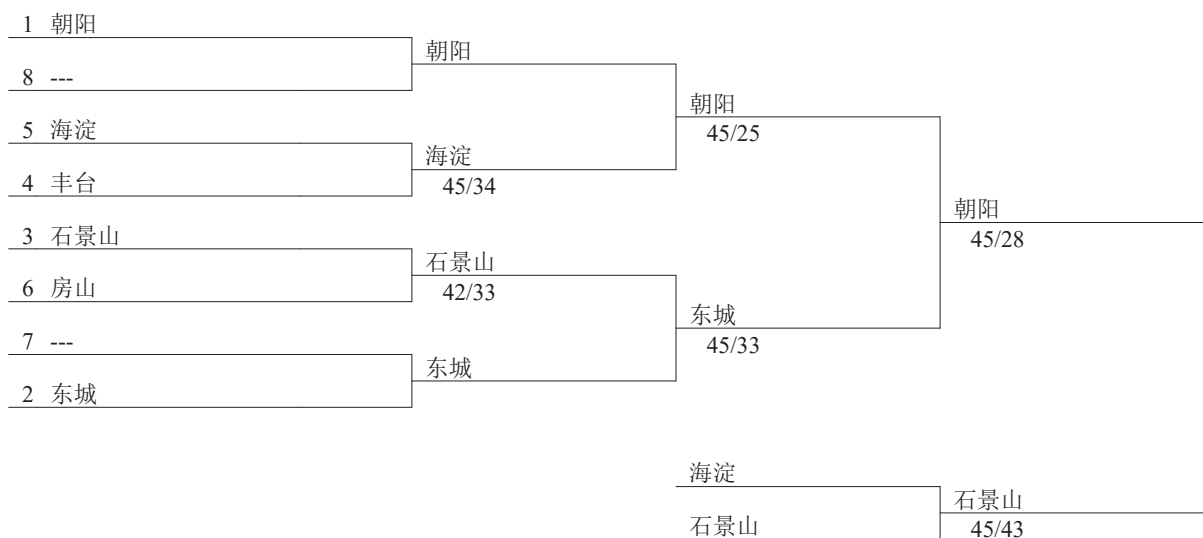 1 朝阳
8 ---
5 海淀
4 丰台
3 石景山
6 房山
7 ---
2 东城
朝阳
海淀
45/34
石景山
42/33
东城
朝阳
45/25
东城
45/33
朝阳
45/28
海淀
石景山
石景山
45/43